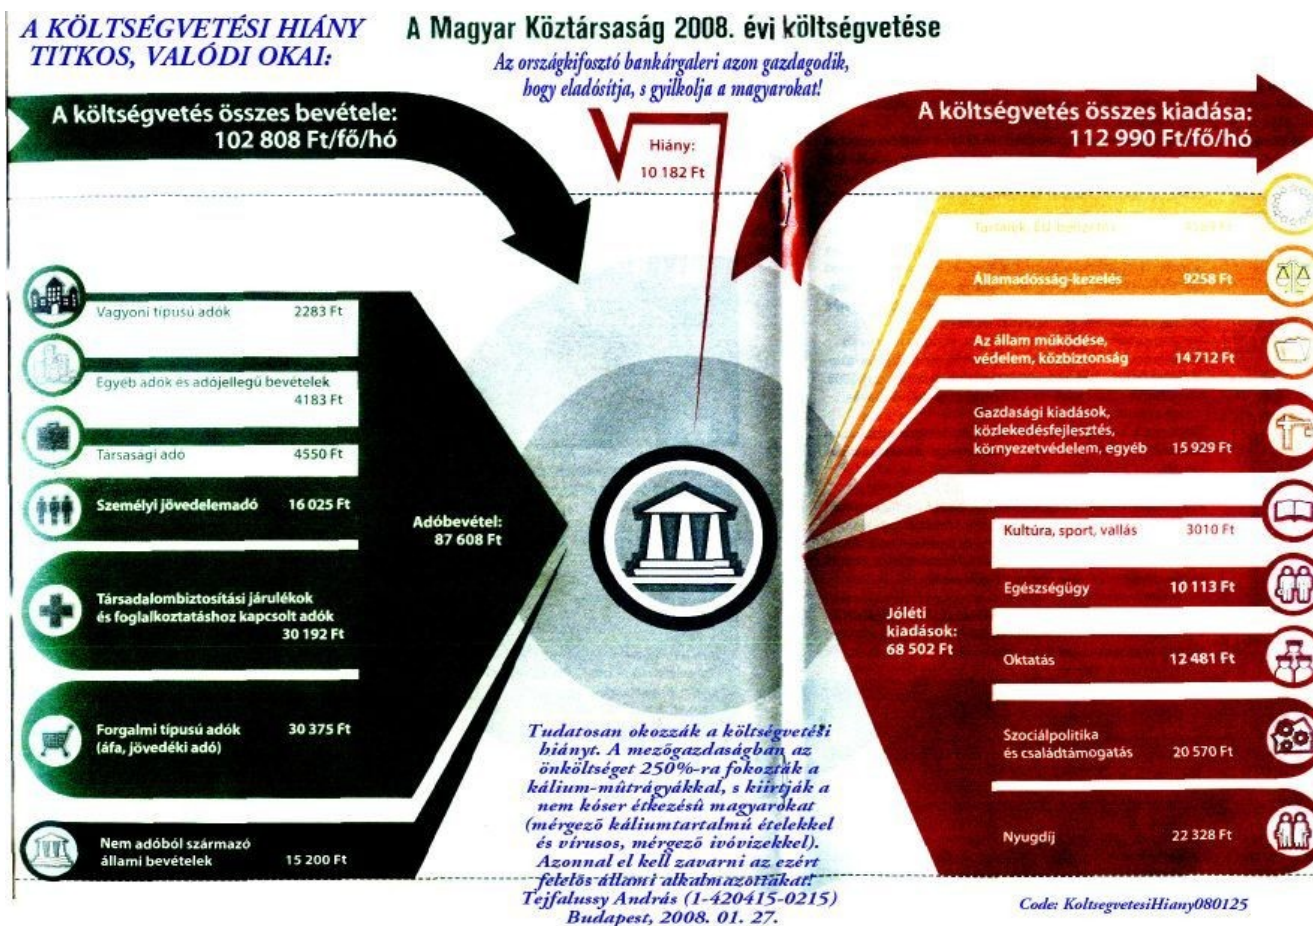 A KÖLTSÉGVETÉSI HIÁNY
TITKOS, VALÓDI OKAI:
A Magyar Köztársaság 2008. évi költségvetése
Az országkifosztó bankárgaleri azon gazdagodik,
hogy eladósítja, s gyilkolja a magyarokat!
A költségvetés összes bevétele:
102 808 Ft/fő/hó
Hiány:
10 182 Ft
A költségvetés összes kiadása:
112 990 Ft/fő/hó
Vagyoni típusú adók 2283 Ft
Egyéb adók és adójellegű bevételek
4183 Ft
Társasági adó 4550 Ft
Személyi jövedelemadó 16 025 Ft
Társadalombiztosítási járulékok
és foglalkoztatáshoz kapcsolt adók
30 192 Ft
Forgalmi típusú adók 30 375 Ft
(áfa, jövedéki adó)
Nem adóból származó
állami bevételek 15 200 Ft
Adóbevétel:
87 608 Ft
Államadósság-kezelés 9258 Ft
Az állam működése,
védelem, közbiztonság 14 712 Ft
Gazdasági kiadások,
közlekedésfejlesztés,
környezetvédelem, egyéb 15 929 Ft
Jóléti
kiadások:
68 502 Ft
Kultúra, sport, vallás 3010 Ft
Egészségügy 10 113 Ft
Oktatás 12 481 Ft
Szociálpolitika
és családtámogatás 20 570 Ft
Nyugdíj 22 328 Ft
Tudatosan okozzák a költségvetési
hiányt. A mezőgazdaságban az
önköltséget 250%-ra fokozták a
kálium-mûtrágyákkal, s kiirtják a
nem kóser étkezésû magyarokat
(mérgező káliumtartalmú ételekkel
és vírusos, mérgező ivóvizekkel).
Azonnal el kell zavarni az ezért
felelős állami alkalmazottakat!
Tejfalussy András (1-420415-0215)
Budapest, 2008. 01. 27.
Code: KoltsegvetesiHiany080125